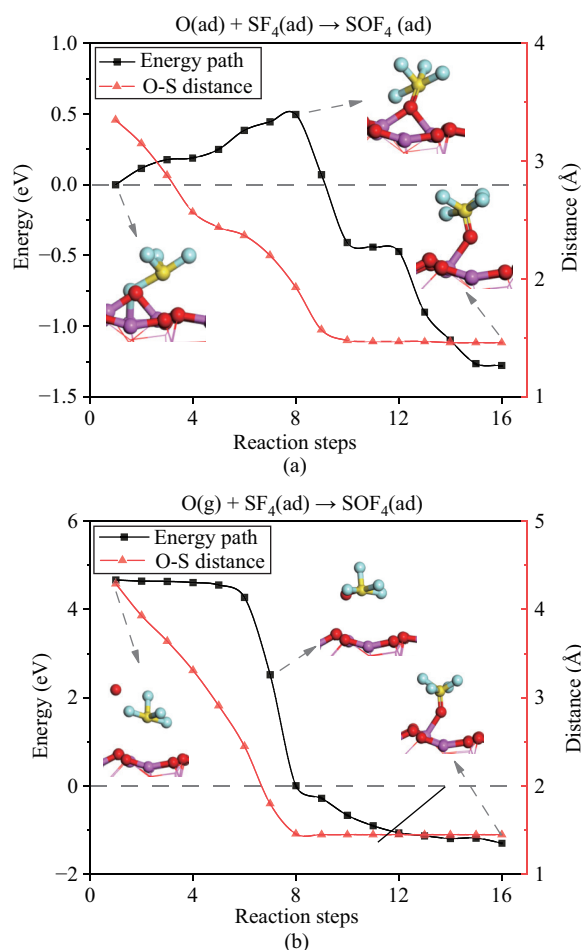 O(ad) + SF4(ad) → SOF4 (ad)
Energy path
O-S distance
Energy (eV)
1.0
0.5
0.0
−0.5
−1.0
−1.5
Distance (Å)
4
3
2
1
0 4 8 12 16
Reaction steps
(a)
O(g) + SF4(ad) → SOF4(ad)
Energy path
O-S distance
Energy (eV)
6
4
2
0
−2
Distance (Å)
5
4
3
2
1
0 4 8 12 16
Reaction steps
(b)